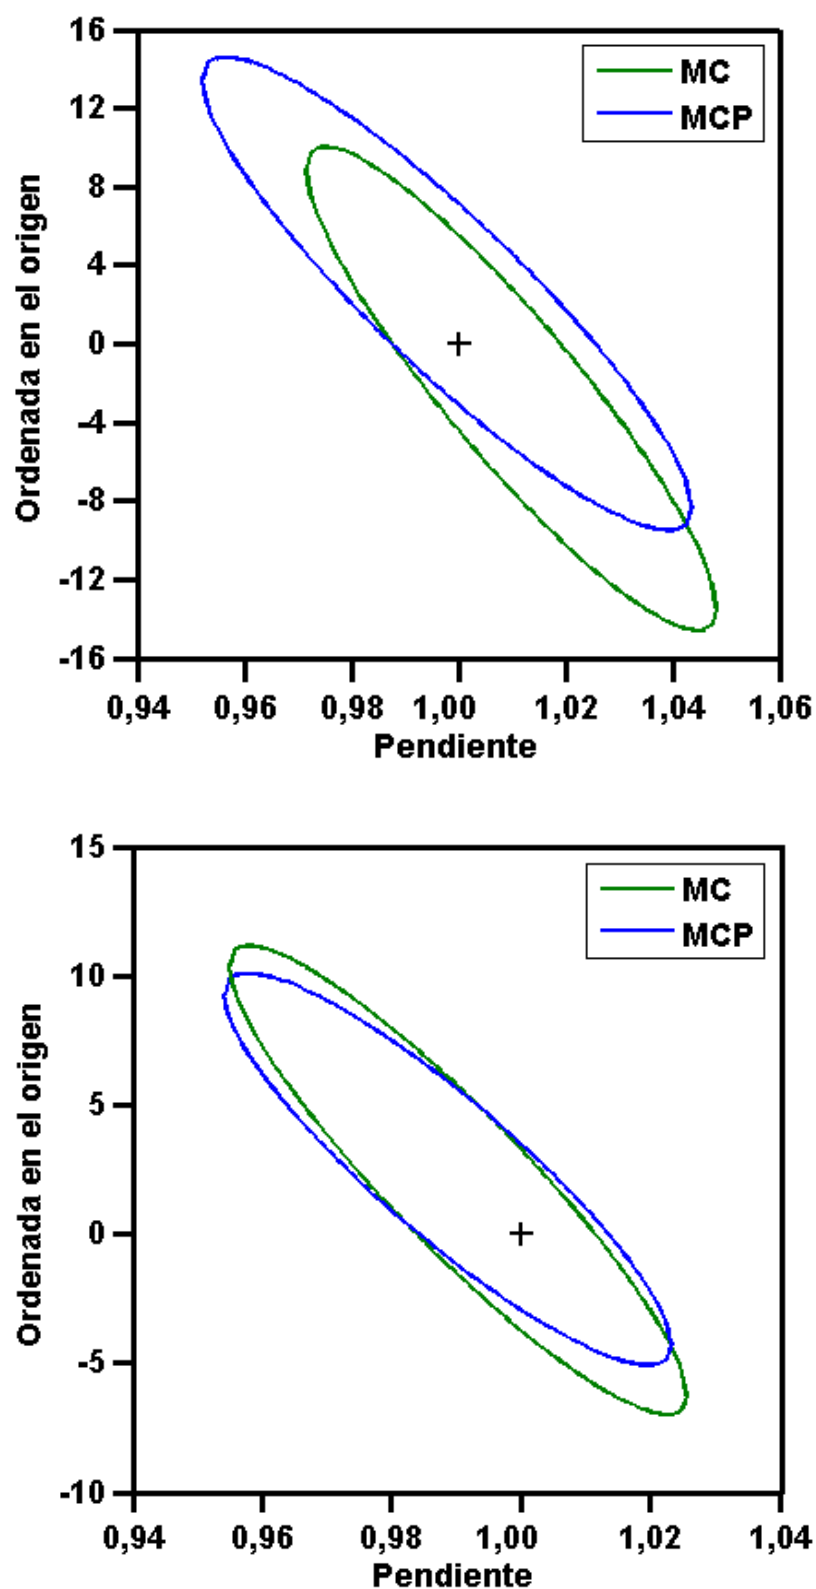 16
12
8
4
0
-4
-8
-12
-16
Ordenada en el origen
MC
MCP
0,94 0,96 0,98 1,00 1,02 1,04 1,06
Pendiente
15
10
5
0
-5
-10
Ordenada en el origen
MC
MCP
0,94 0,96 0,98 1,00 1,02 1,04
Pendiente